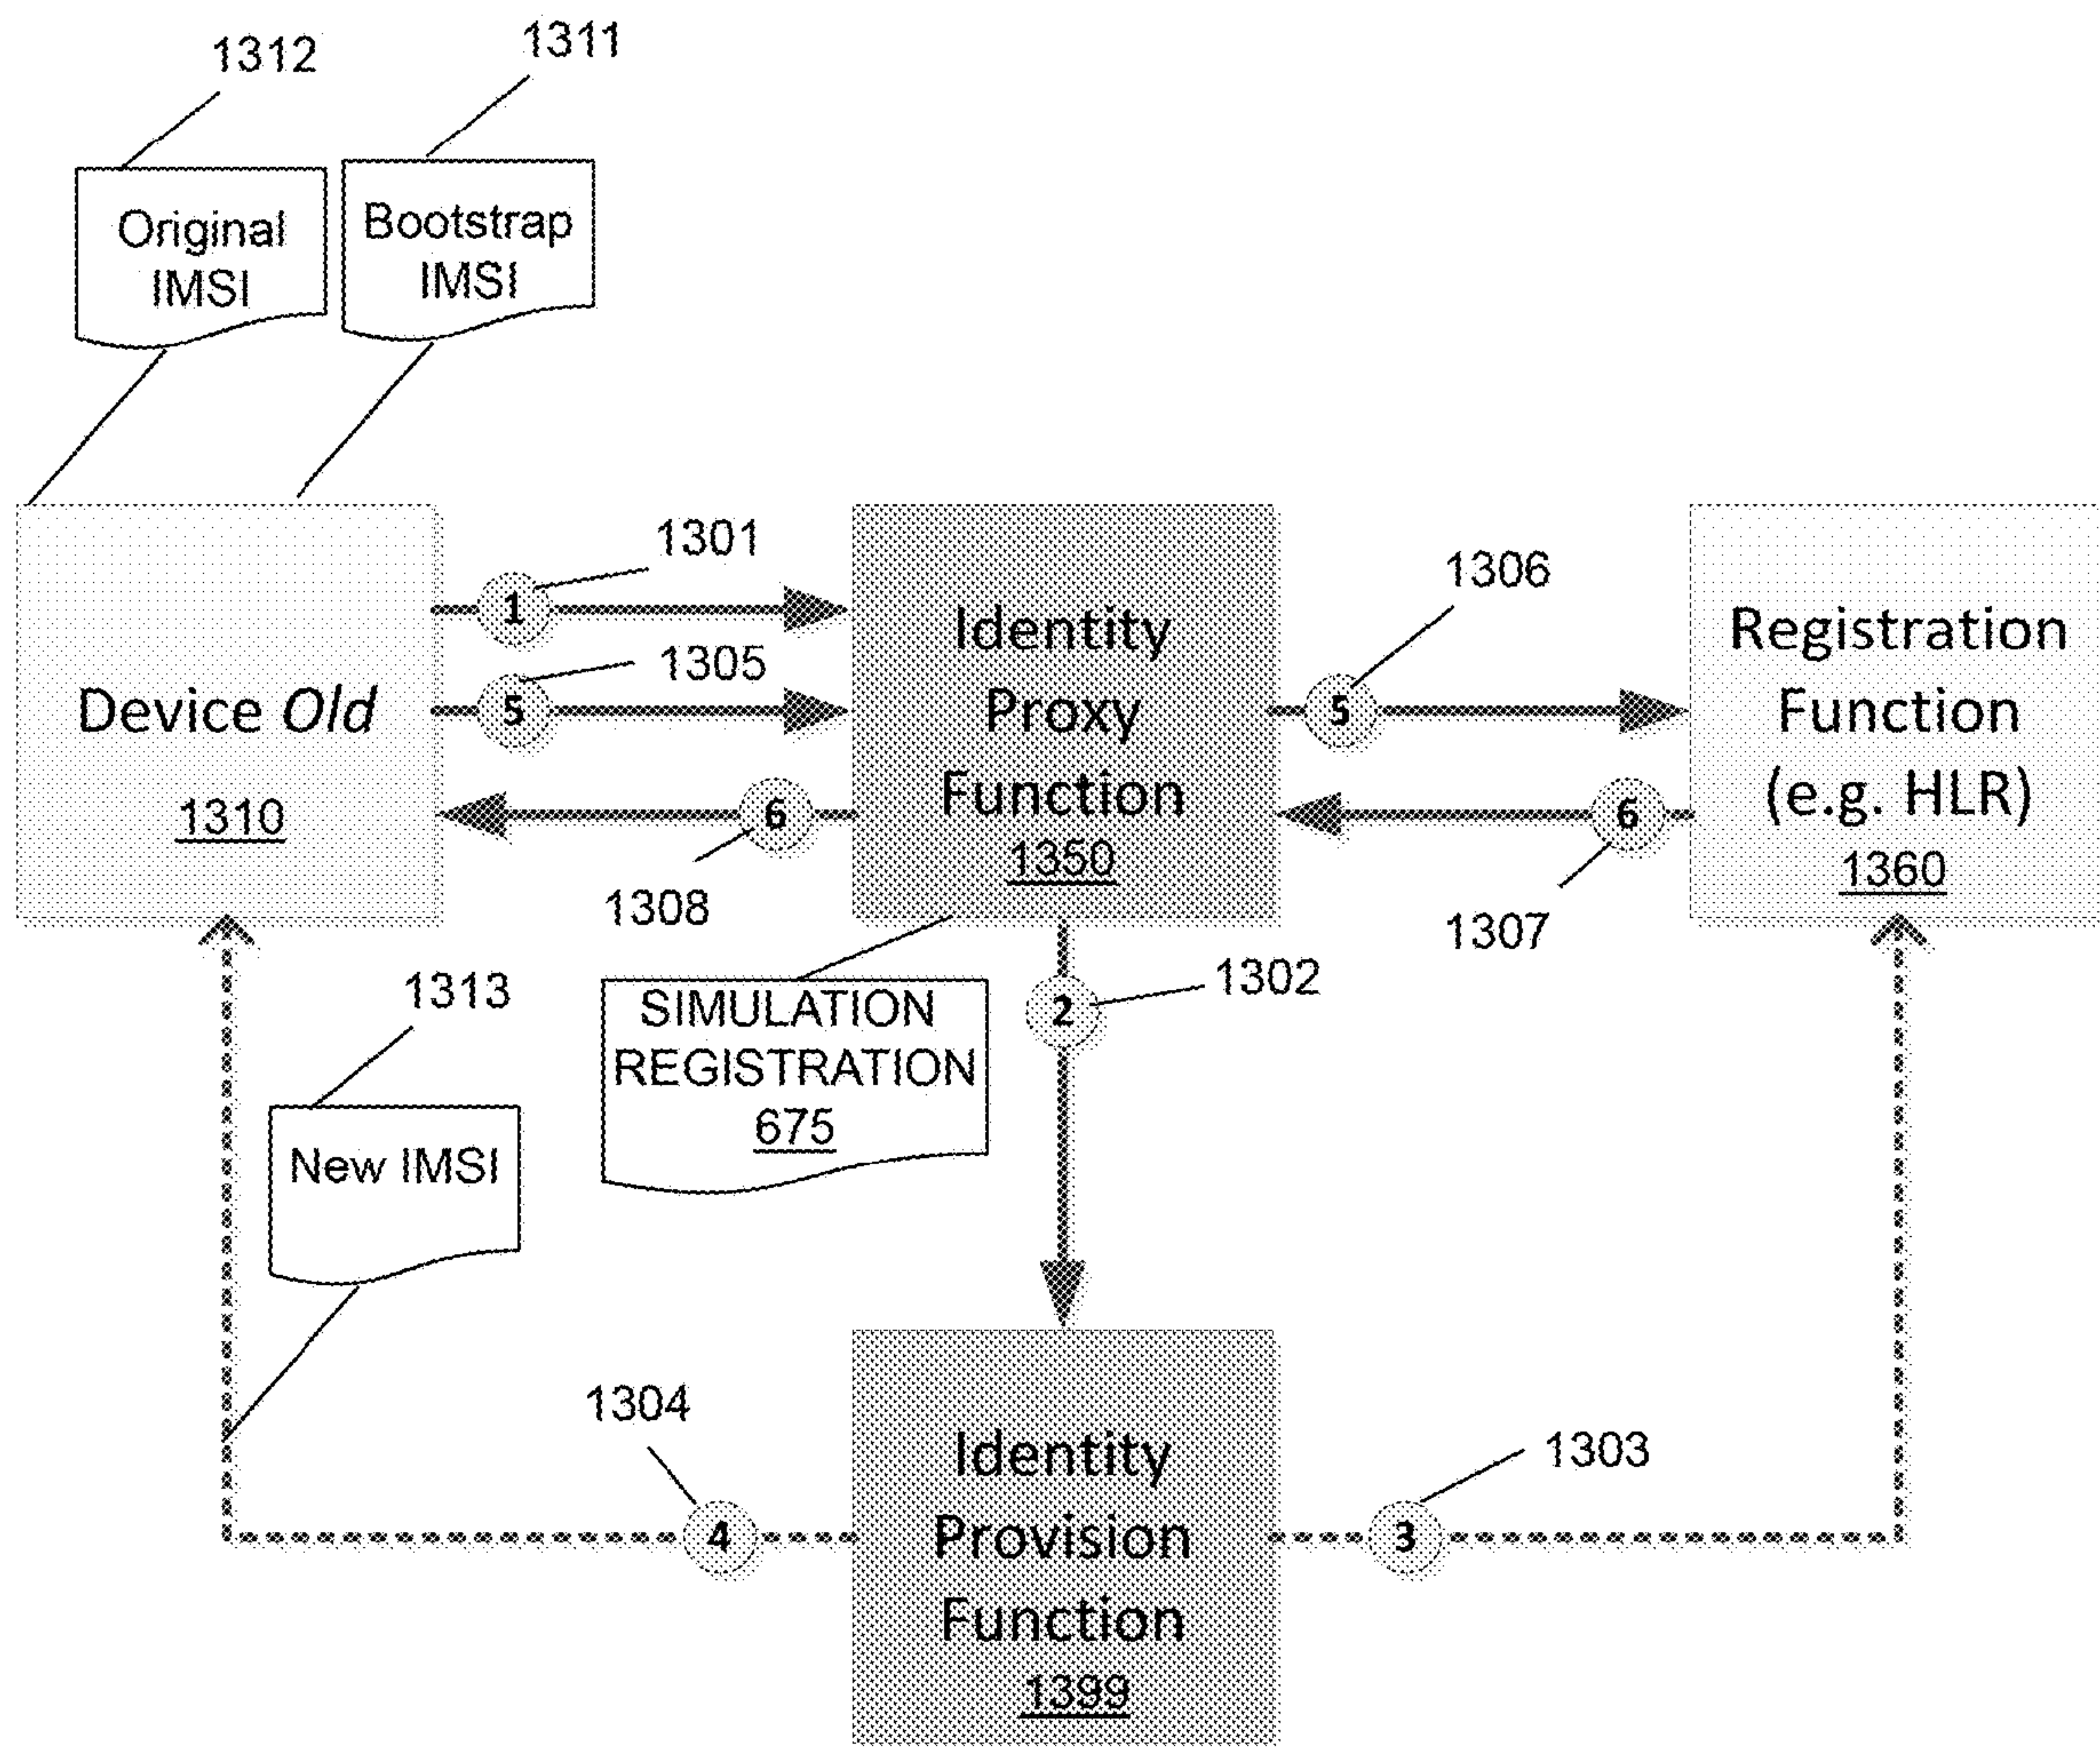 1312
1311
Original
IMSI
Bootstrap
IMSI
1301
1
1305
5
1306
5
Device Old
1310
Identity
Proxy
Function
1350
Registration
Function
(e.g. HLR)
1360
6
1308
6
1307
1313
New IMSI
SIMULATION
REGISTRATION
675
2
1302
1304
4
Identity
Provision
Function
1399
1303
3